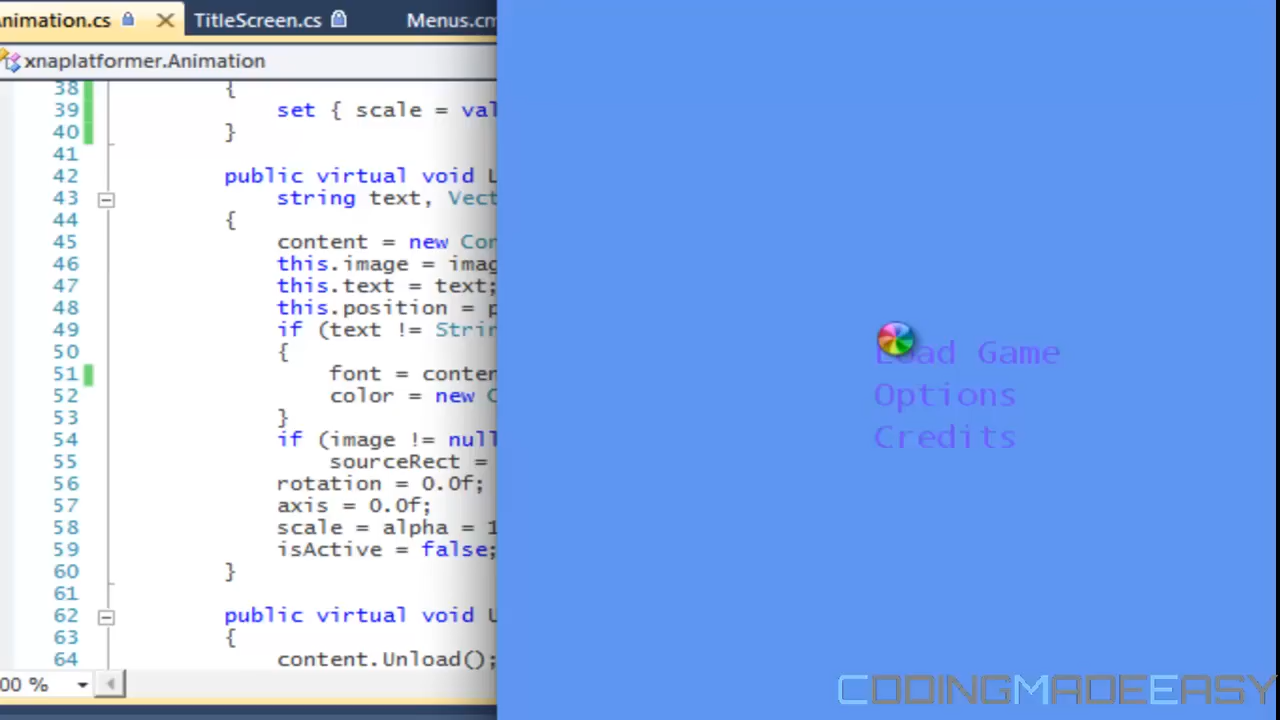 Animation.cs
TitleScreen.cs
Menus.cm
xnaplatformer.Animation
38 {
39 set { scale = val
40 }
41
42 public virtual void L
43 string text, Vect
44 {
45 content = new Con
46 this.image = imag
47 this.text = text;
48 this.position = p
49 if (text != Strin
50 {
51 font = conten
52 color = new C
53 }
54 if (image != null
55 sourceRect =
56 rotation = 0.0f;
57 axis = 0.0f;
58 scale = alpha = 1
59 isActive = false;
60 }
61
62 public virtual void U
63 {
64 content.Unload();
00 %
Load Game
Options
Credits
CODINGMADEEASY